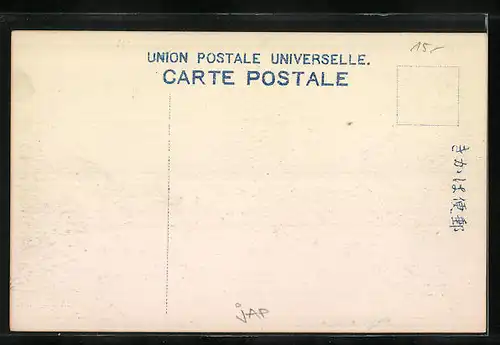 UNION POSTALE UNIVERSELLE.
CARTE POSTALE
15.-
きかは便郵
JAP